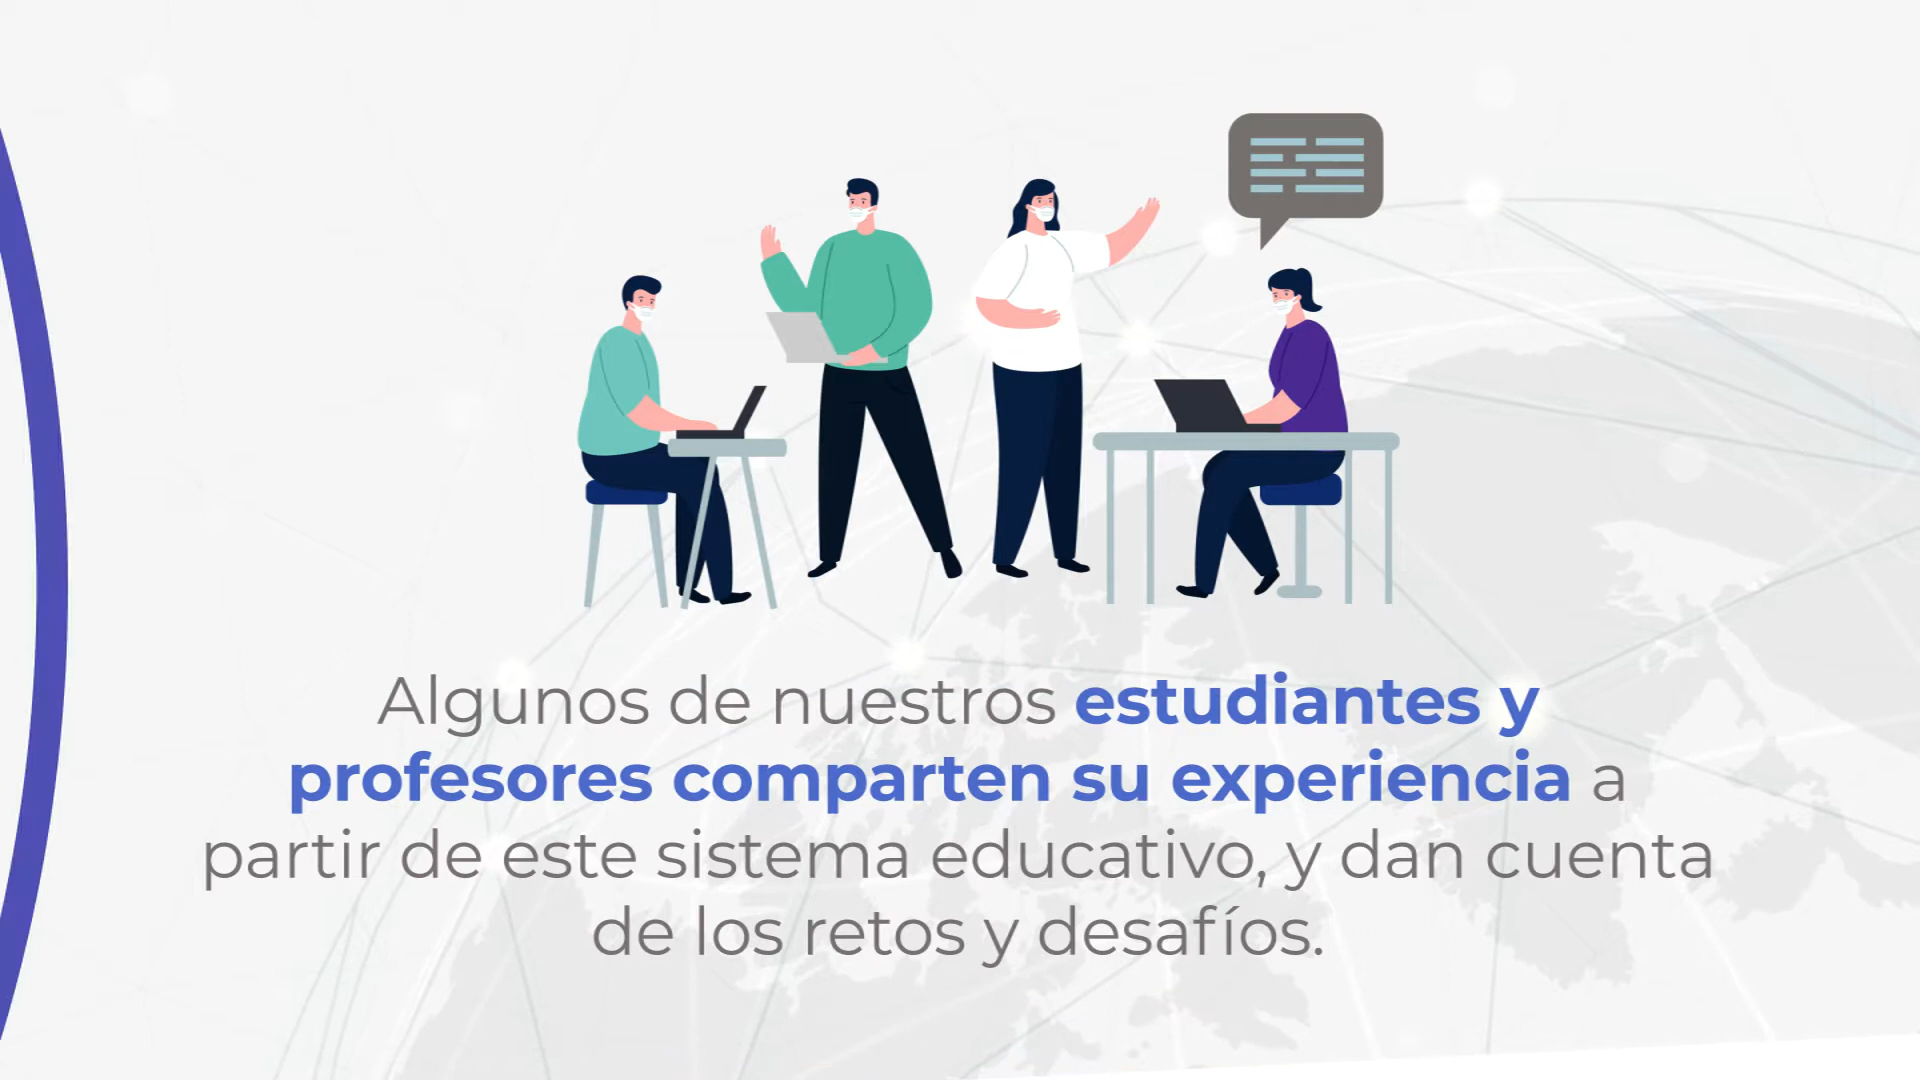 Algunos de nuestros estudiantes y
profesores comparten su experiencia a
partir de este sistema educativo, y dan cuenta
de los retos y desafíos.